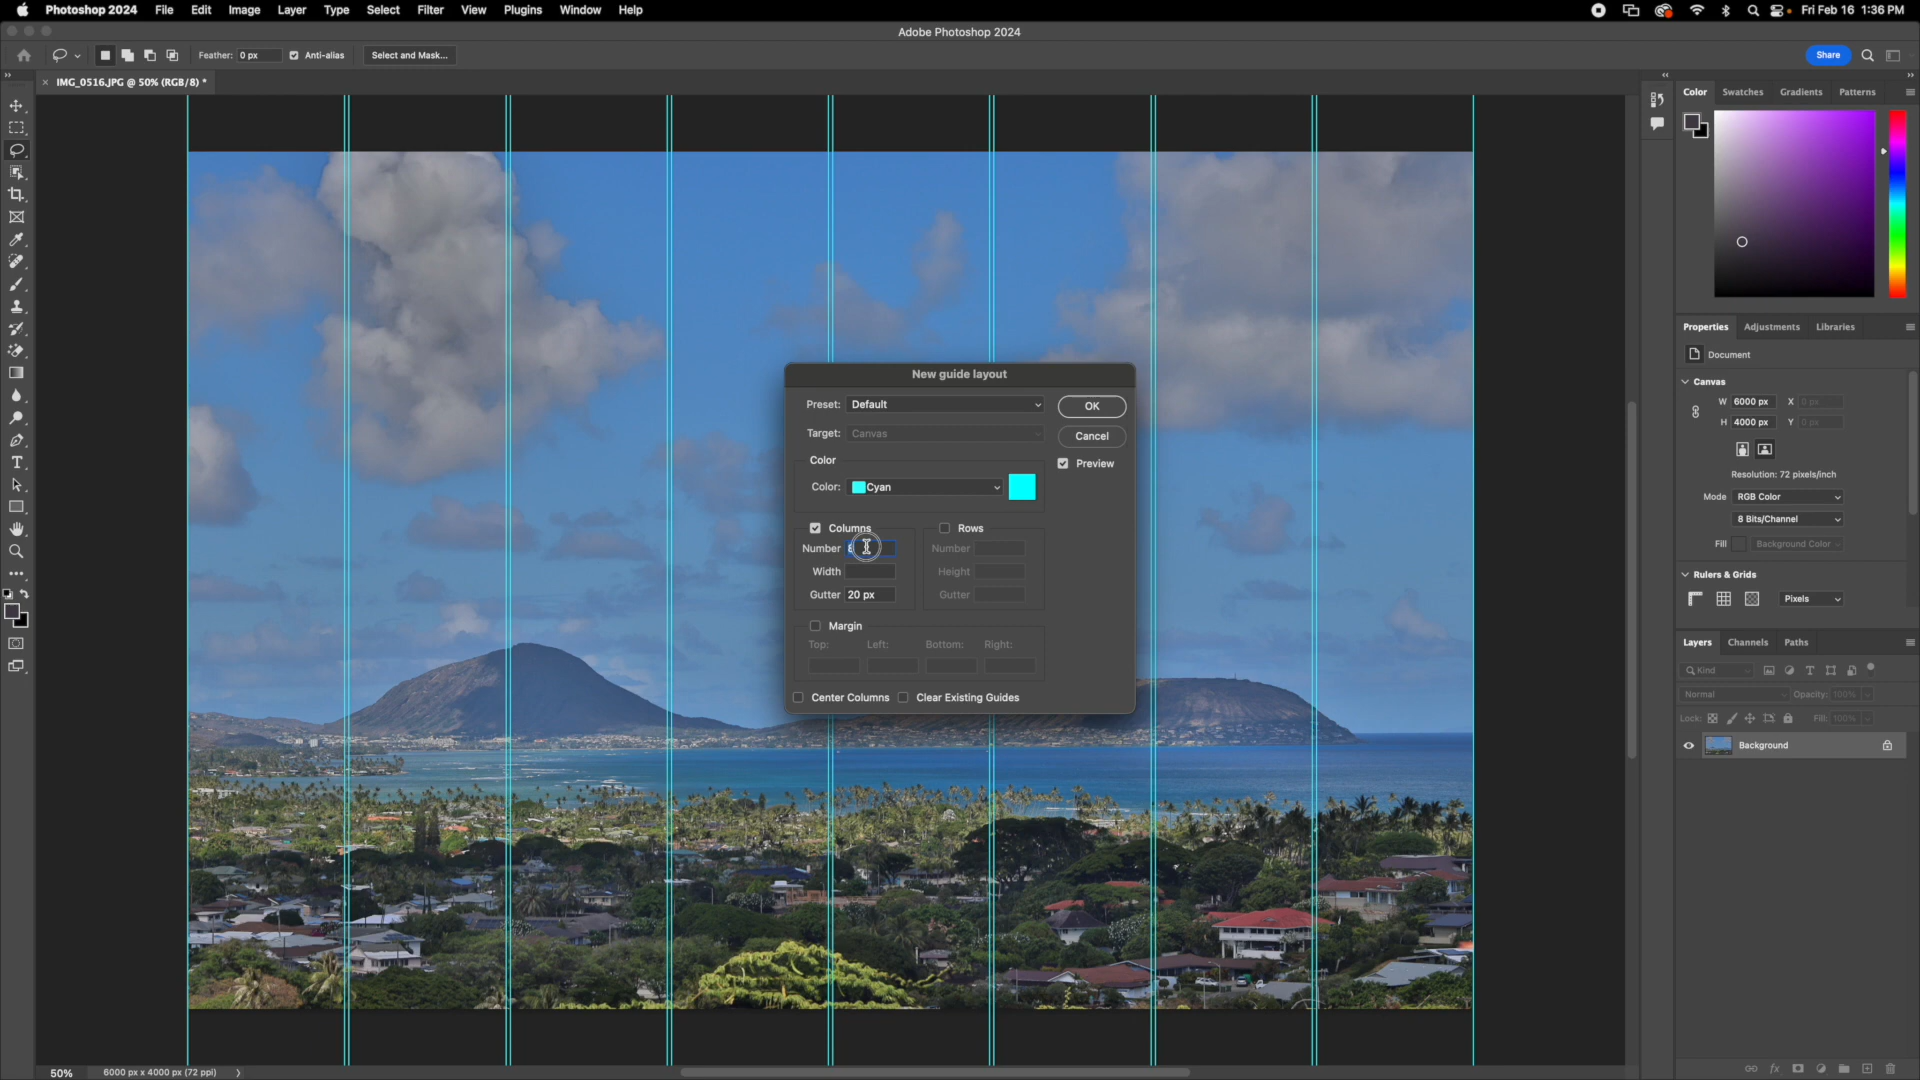 Photoshop 2024 File Edit Image Layer Type Select Filter View Plugins Window Help Fri Feb 16 1:36 PM
Adobe Photoshop 2024
Feather: 0 px Anti-alias Select and Mask... Share
× IMG_0516.JPG @ 50% (RGB/8) *
Color Swatches Gradients Patterns
Properties Adjustments Libraries
Document
Canvas
W 6000 px X 0 px
H 4000 px Y 0 px
Resolution: 72 pixels/inch
Mode RGB Color
8 Bits/Channel
Fill Background Color
Rulers & Grids
Pixels
Layers Channels Paths
Kind
Normal Opacity: 100%
Lock: Fill: 100%
Background
New guide layout
Preset: Default OK
Target: Canvas Cancel
Color Preview
Color: Cyan
Columns Rows
Number Number
Width Height
Gutter 20 px Gutter
Margin
Top: Left: Bottom: Right:
Center Columns Clear Existing Guides
50% 6000 px x 4000 px (72 ppi)